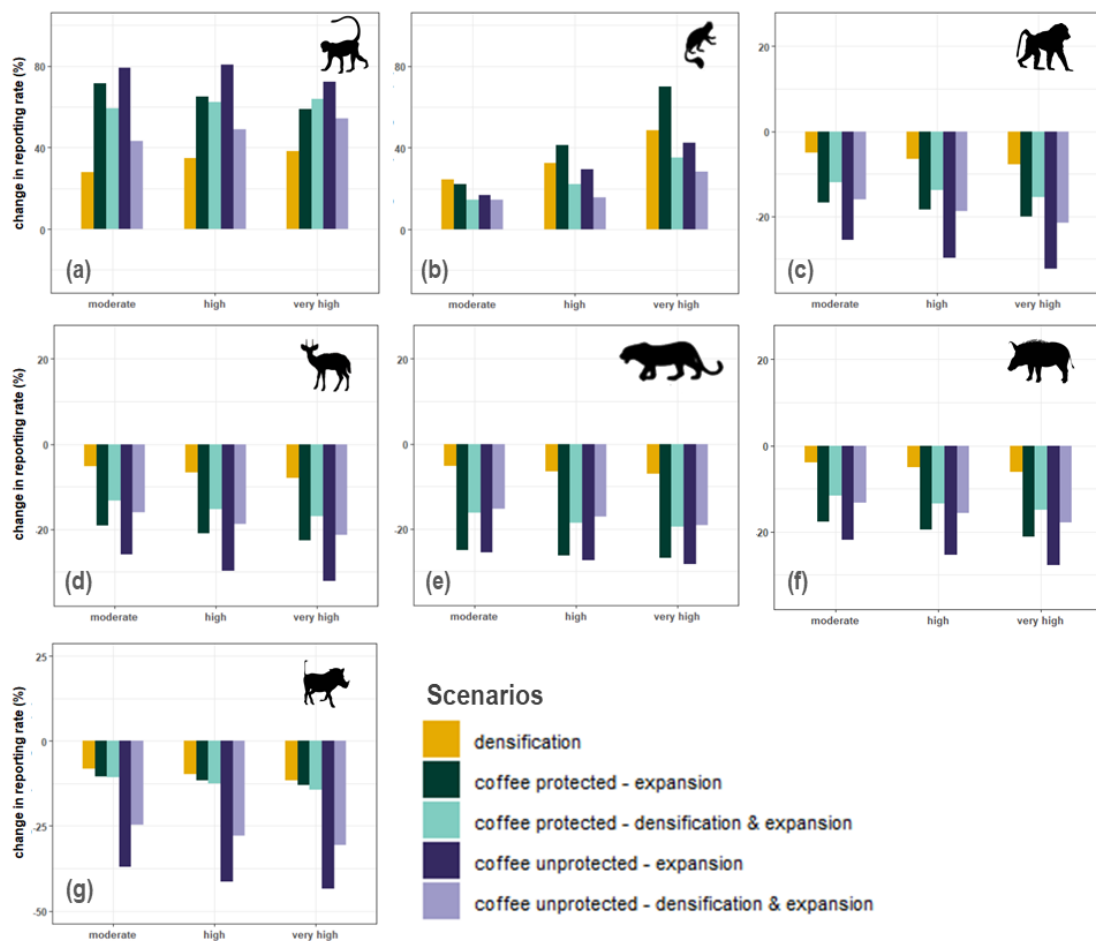 change in reporting rate (%)
80
40
0
(a)
moderate high very high
80
40
0
(b)
moderate high very high
20
0
-20
(c)
moderate high very high
change in reporting rate (%)
20
0
-20
(d)
moderate high very high
20
0
-20
(e)
moderate high very high
20
0
20
(f)
moderate high very high
change in reporting rate (%)
25
0
-25
-50
(g)
moderate high very high
Scenarios
densification
coffee protected - expansion
coffee protected - densification & expansion
coffee unprotected - expansion
coffee unprotected - densification & expansion